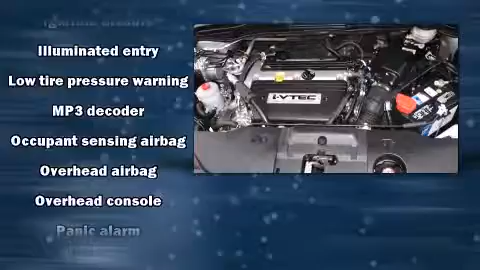 Illuminated entry
Low tire pressure warning
MP3 decoder
Occupant sensing airbag
Overhead airbag
Overhead console
Panic alarm
i-VTEC